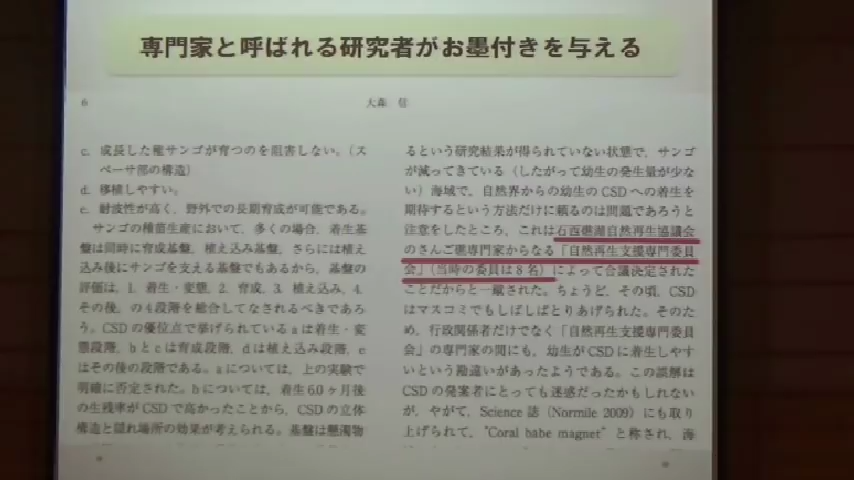 専門家と呼ばれる研究者がお墨付きを与える
6
大森 信
c. 成長した稚サンゴが育つのを阻害しない。（ス
ペーサ部の構造）
d. 移植しやすい。
e. 耐波性が高く、野外での長期育成が可能である。
サンゴの種苗生産において、多くの場合、着生基
盤は同時に育成基盤、植え込み基盤、さらには植え
込み後にサンゴを支える基盤でもあるから、基盤の
評価は、1. 着生・変態、2. 育成、3. 植え込み、4.
その後、の4段階を総合してなされるべきであろ
う。CSDの優位点で挙げられているaは着生・変
態段階、bとcは育成段階、dは植え込み段階、e
はその後の段階である。aについては、上の実験で
明確に否定された。bについては、着生6.0ヶ月後
の生残率がCSDで高かったことから、CSDの立体
構造と隠れ場所の効果が考えられる。基盤は懸濁物
るという研究結果が得られていない状態で、サンゴ
が減ってきている（したがって幼生の発生量が少な
い）海域で、自然界からの幼生のCSDへの着生を
期待するという方法だけに頼るのは問題であろうと
注意をしたところ、これは石西礁湖自然再生協議会
のさんご礁専門家からなる「自然再生支援専門委員
会」（当時の委員は8名）によって合議決定された
ことだからと一蹴された。ちょうど、その頃、CSD
はマスコミでもしばしばとりあげられた。そのた
め、行政関係者だけでなく「自然再生支援専門委員
会」の専門家の間にも、幼生がCSDに着生しやす
いという勘違いがあったようである。この誤解は
CSDの発案者にとっても迷惑だったかもしれない
が、やがて、Science誌（Normile 2009）にも取り
上げられて、"Coral babe magnet"と称され、海